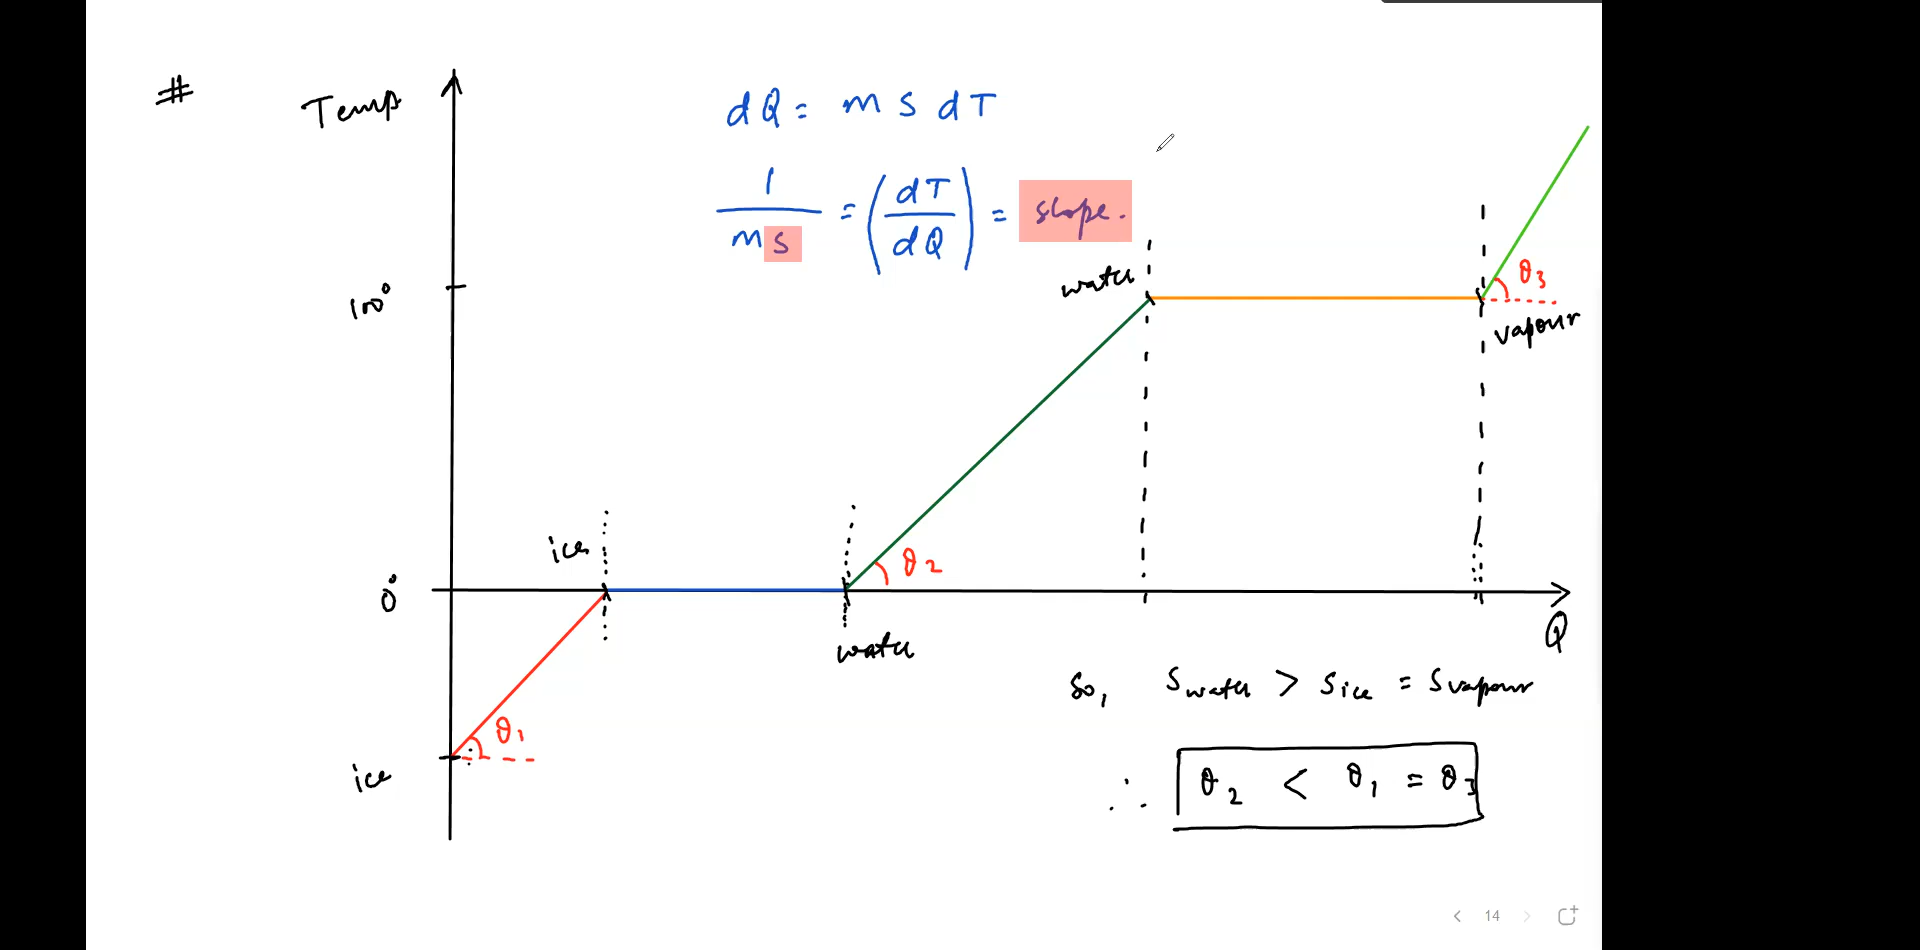 #
Temp
dQ = m s dT
1/ms = (dT/dQ) = slope.
100°
water
θ3
vapour
ice
θ2
0°
Q
water
So, Swater > Sice = Svapour
θ1
ice
∴ θ2 < θ1 = θ3
14